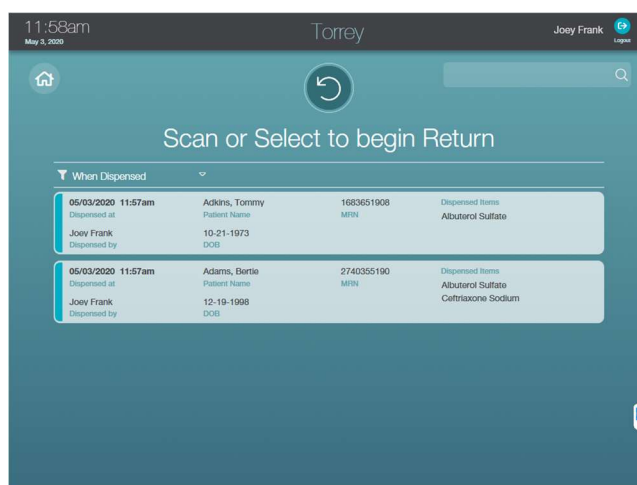 11:58am
May 3, 2020
Torrey
Joey Frank
Logout
Scan or Select to begin Return
When Dispensed
05/03/2020 11:57am
Dispensed at
Joey Frank
Dispensed by
Adkins, Tommy
Patient Name
10-21-1973
DOB
1683651908
MRN
Dispensed Items
Albuterol Sulfate
05/03/2020 11:57am
Dispensed at
Joey Frank
Dispensed by
Adams, Bertie
Patient Name
12-19-1998
DOB
2740355190
MRN
Dispensed Items
Albuterol Sulfate
Ceftriaxone Sodium